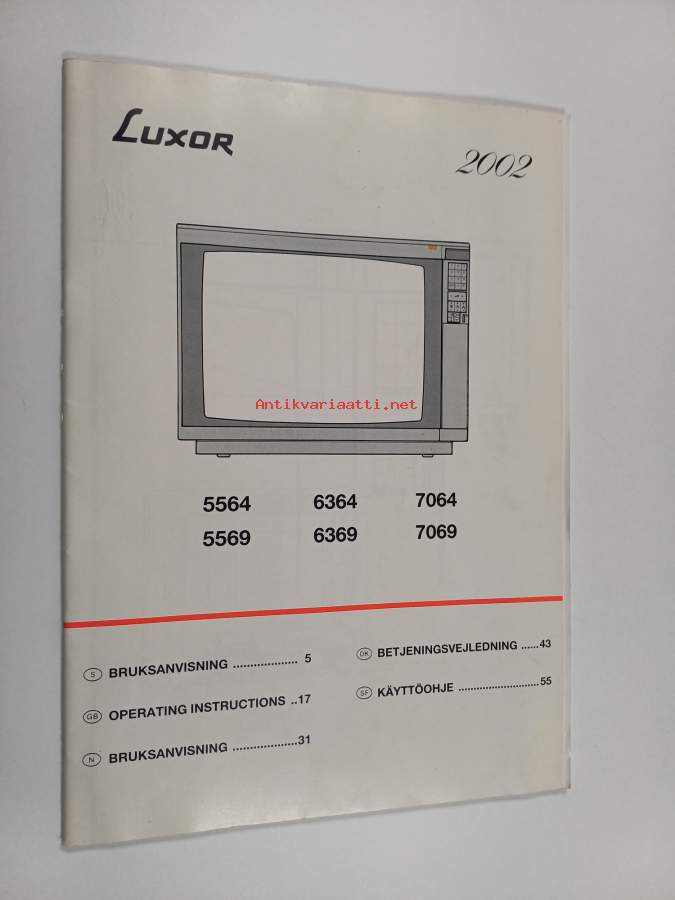 LUXOR
2002
Antikvariaatti.net
5564 6364 7064
5569 6369 7069
S BRUKSANVISNING ................... 5
GB OPERATING INSTRUCTIONS ..17
N BRUKSANVISNING ...................31
DK BETJENINGSVEJLEDNING ......43
SF KÄYTTÖOHJE ...........................55